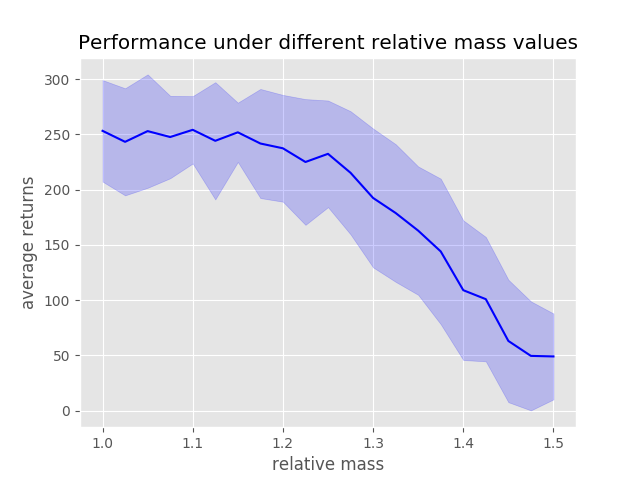 Performance under different relative mass values
300
250
200
150
100
50
0
average returns
1.0 1.1 1.2 1.3 1.4 1.5
relative mass